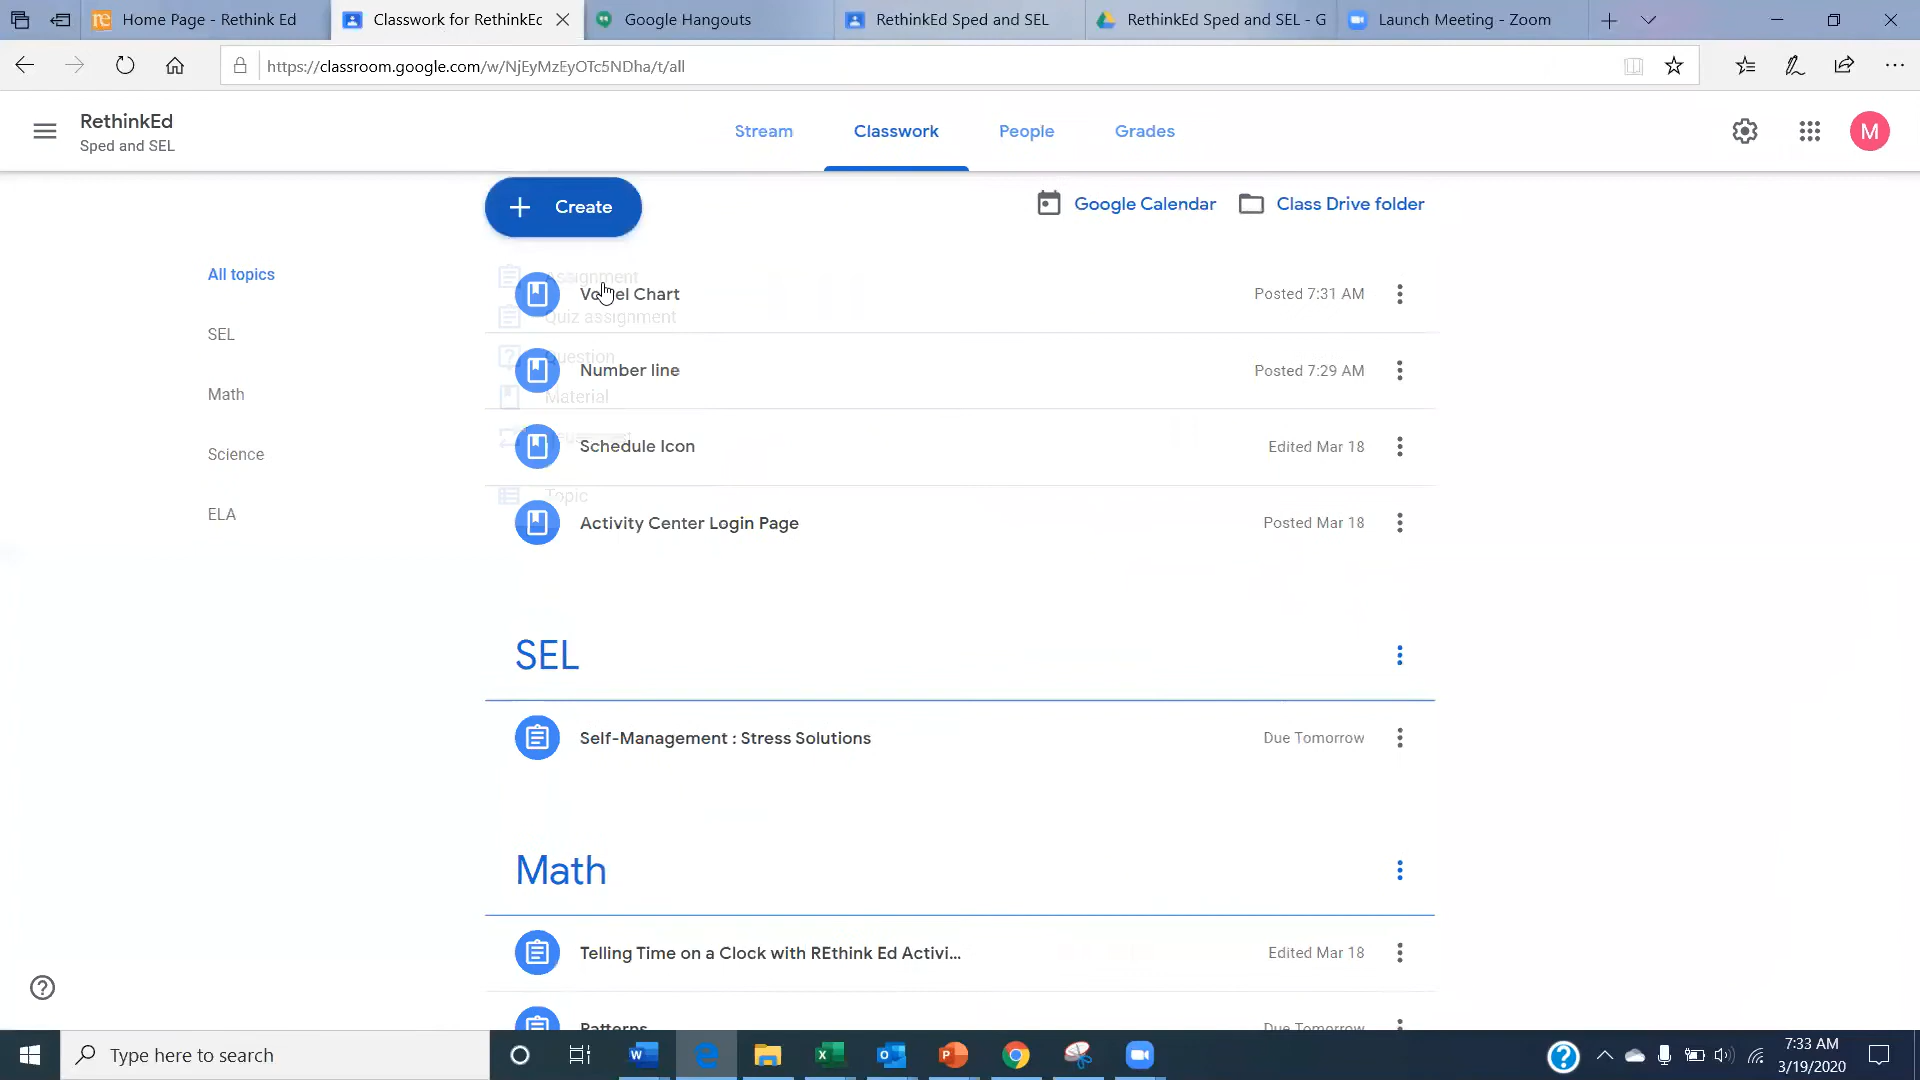 Home Page - Rethink Ed
Classwork for RethinkEc
Google Hangouts
RethinkEd Sped and SEL
RethinkEd Sped and SEL - G
Launch Meeting - Zoom
https://classroom.google.com/w/NjEyMzEyOTc5NDha/t/all
RethinkEd
Sped and SEL
Stream
Classwork
People
Grades
M
+ Create
Google Calendar
Class Drive folder
All topics
SEL
Math
Science
ELA
Assignment
Vowel Chart
Posted 7:31 AM
Quiz assignment
Question
Number line
Posted 7:29 AM
Material
Schedule Icon
Edited Mar 18
Topic
Activity Center Login Page
Posted Mar 18
SEL
Self-Management : Stress Solutions
Due Tomorrow
Math
Telling Time on a Clock with REthink Ed Activi...
Edited Mar 18
Patterns
Due Tomorrow
Type here to search
7:33 AM
3/19/2020